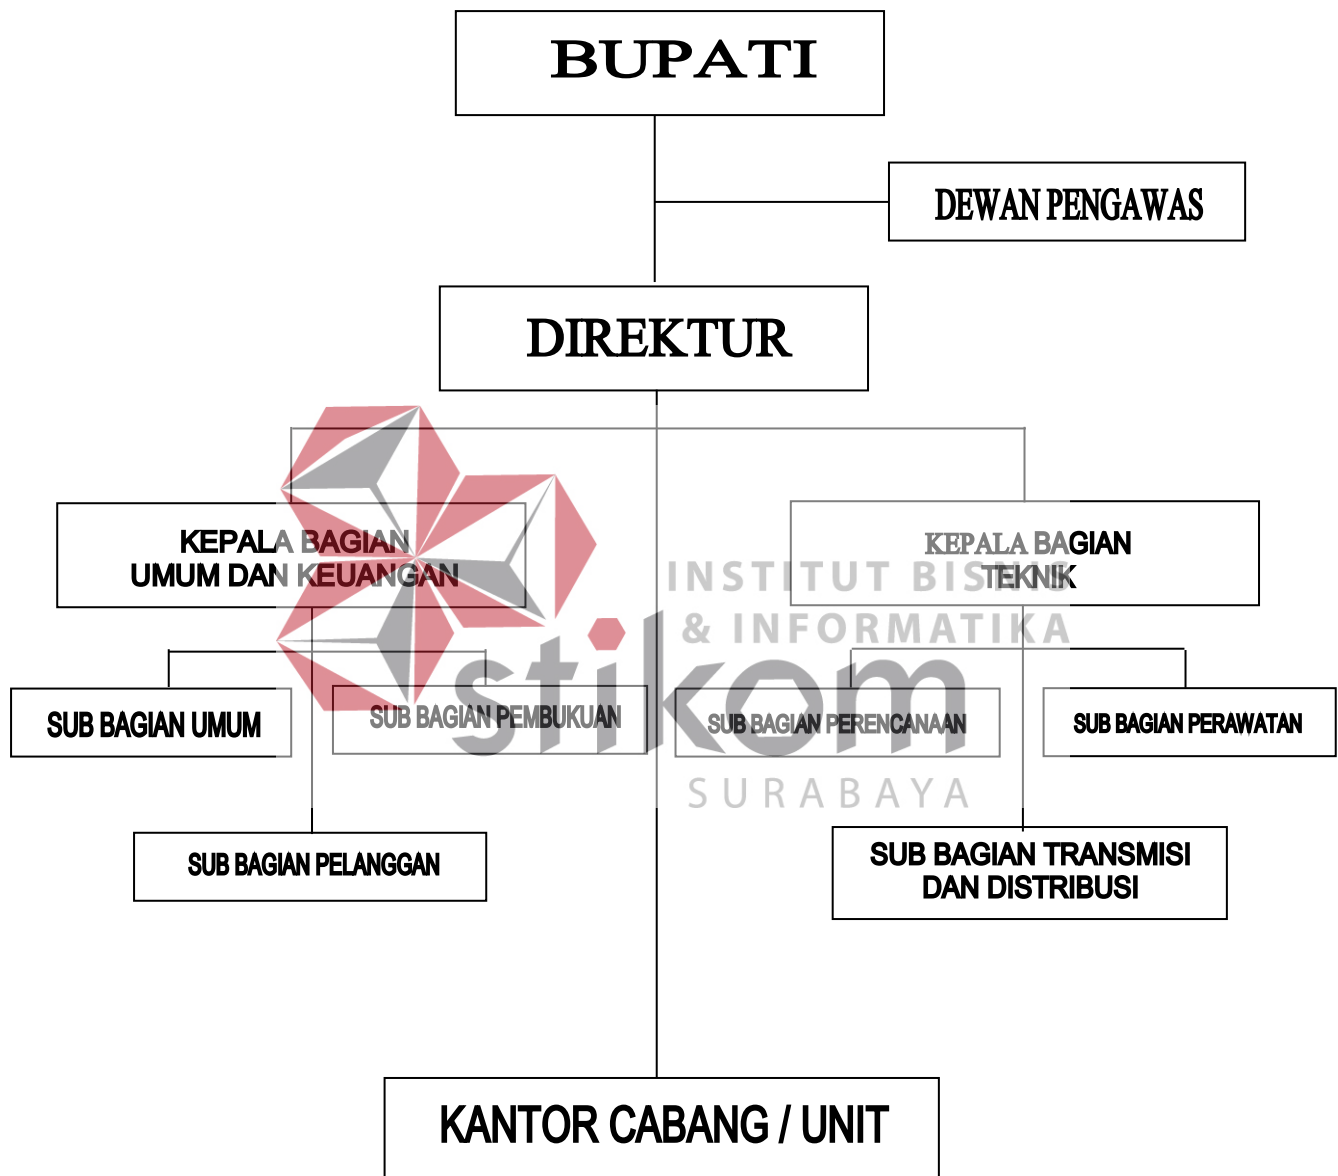 BUPATI
DEWAN PENGAWAS
DIREKTUR
KEPALA BAGIAN
UMUM DAN KEUANGAN
KEPALA BAGIAN
TEKNIK
INSTITUT BISNIS
& INFORMATIKA
stikom
SURABAYA
SUB BAGIAN UMUM
SUB BAGIAN PEMBUKUAN
SUB BAGIAN PERENCANAAN
SUB BAGIAN PERAWATAN
SUB BAGIAN PELANGGAN
SUB BAGIAN TRANSMISI
DAN DISTRIBUSI
KANTOR CABANG / UNIT